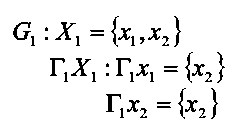 G₁ : X₁ = {x₁, x₂}
Γ₁X₁ : Γ₁x₁ = {x₂}
Γ₁x₂ = {x₂}